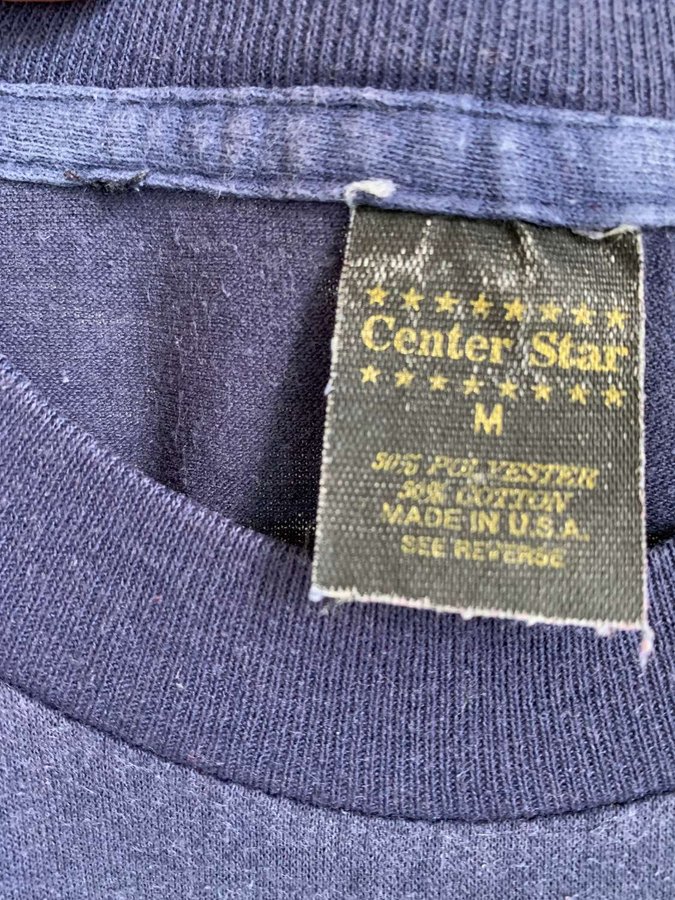 Center Star
M
50% POLYESTER
50% COTTON
MADE IN U.S.A.
SEE REVERSE